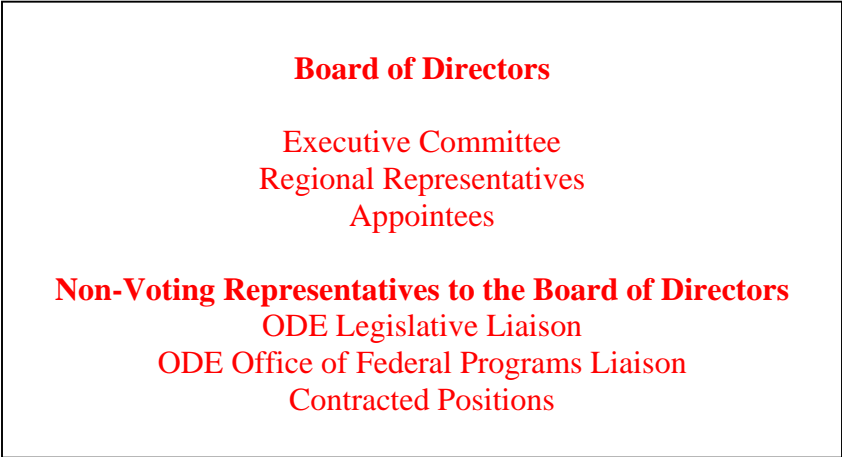 Board of Directors
Executive Committee
Regional Representatives
Appointees
Non-Voting Representatives to the Board of Directors
ODE Legislative Liaison
ODE Office of Federal Programs Liaison
Contracted Positions